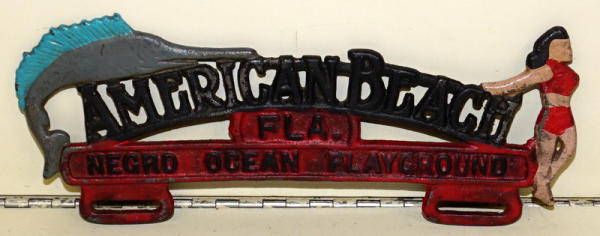 AMERICAN BEACH
FLA.
NEGRO OCEAN PLAYGROUND